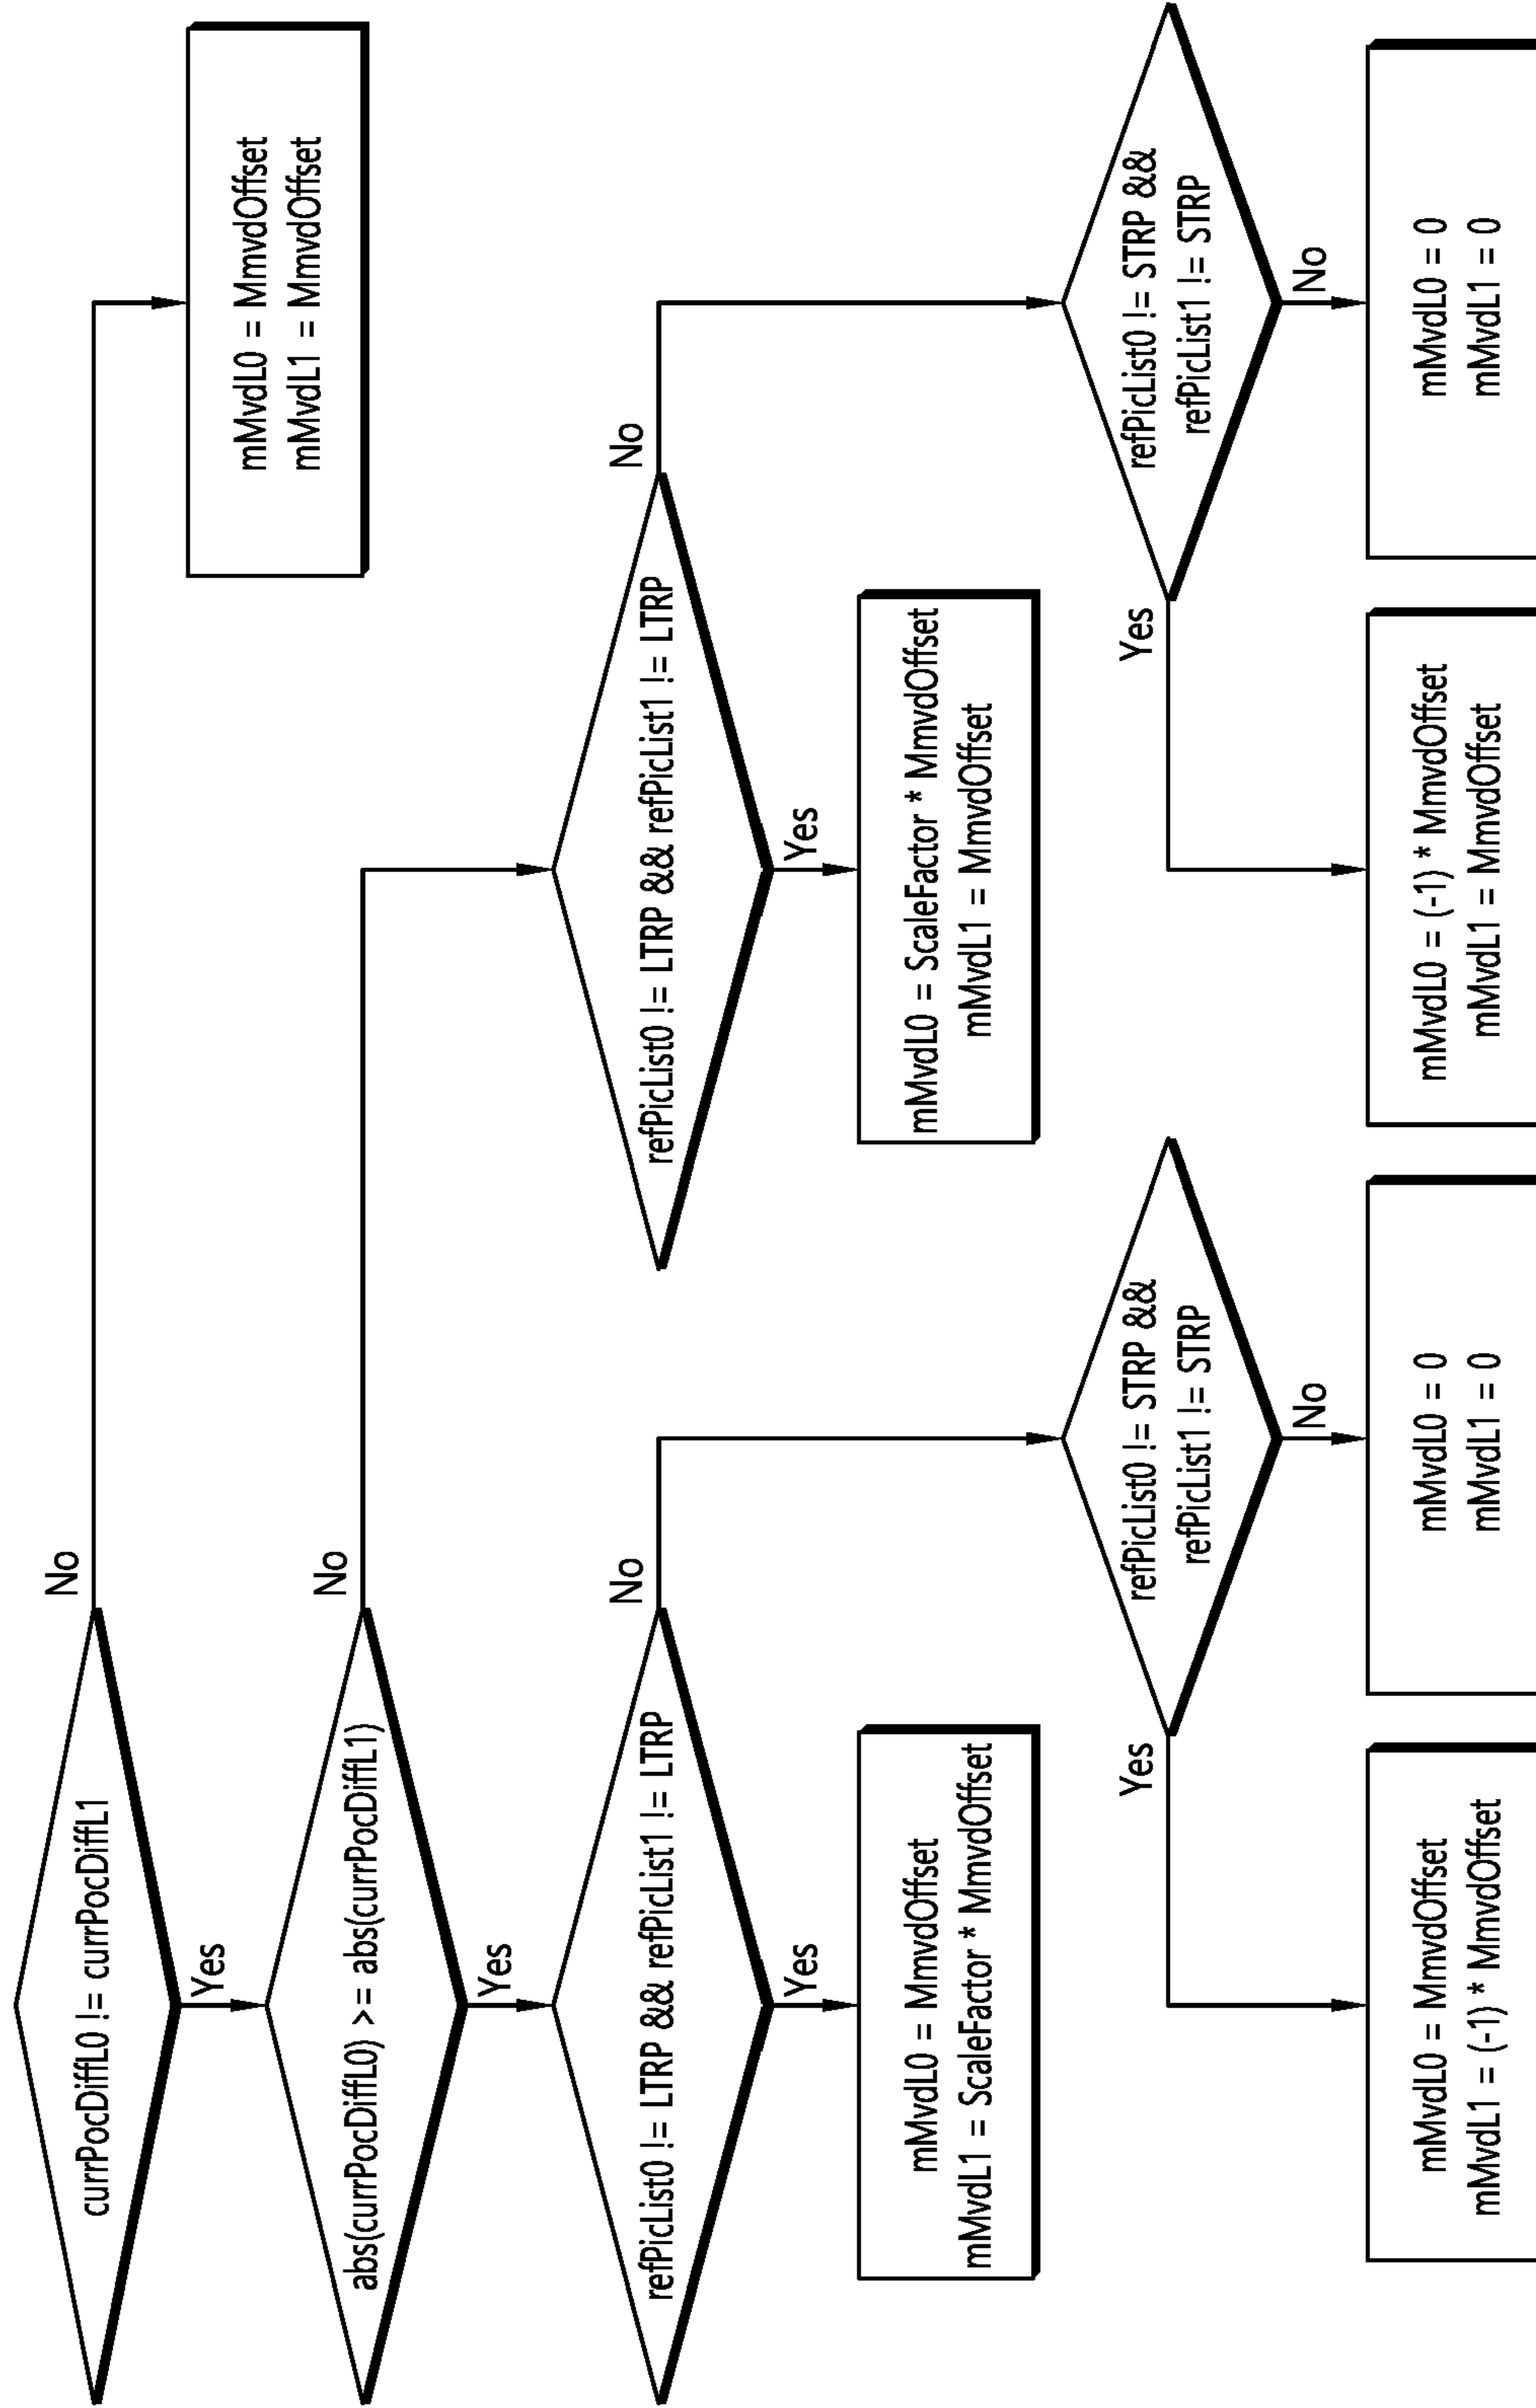 currPocDiffL0 != currPocDiffL1
No
Yes
mMvdL0 = MmvdOffset
mMvdL1 = MmvdOffset
abs(currPocDiffL0) >= abs(currPocDiffL1)
No
Yes
refPicList0 != LTRP && refPicList1 != LTRP
No
Yes
refPicList0 != LTRP && refPicList1 != LTRP
No
Yes
mMvdL0 = MmvdOffset
mMvdL1 = ScaleFactor * MmvdOffset
mMvdL0 = ScaleFactor * MmvdOffset
mMvdL1 = MmvdOffset
Yes
refPicList0 != STRP &&
refPicList1 != STRP
No
Yes
refPicList0 != STRP &&
refPicList1 != STRP
No
mMvdL0 = MmvdOffset
mMvdL1 = (-1) * MmvdOffset
mMvdL0 = 0
mMvdL1 = 0
mMvdL0 = (-1) * MmvdOffset
mMvdL1 = MmvdOffset
mMvdL0 = 0
mMvdL1 = 0